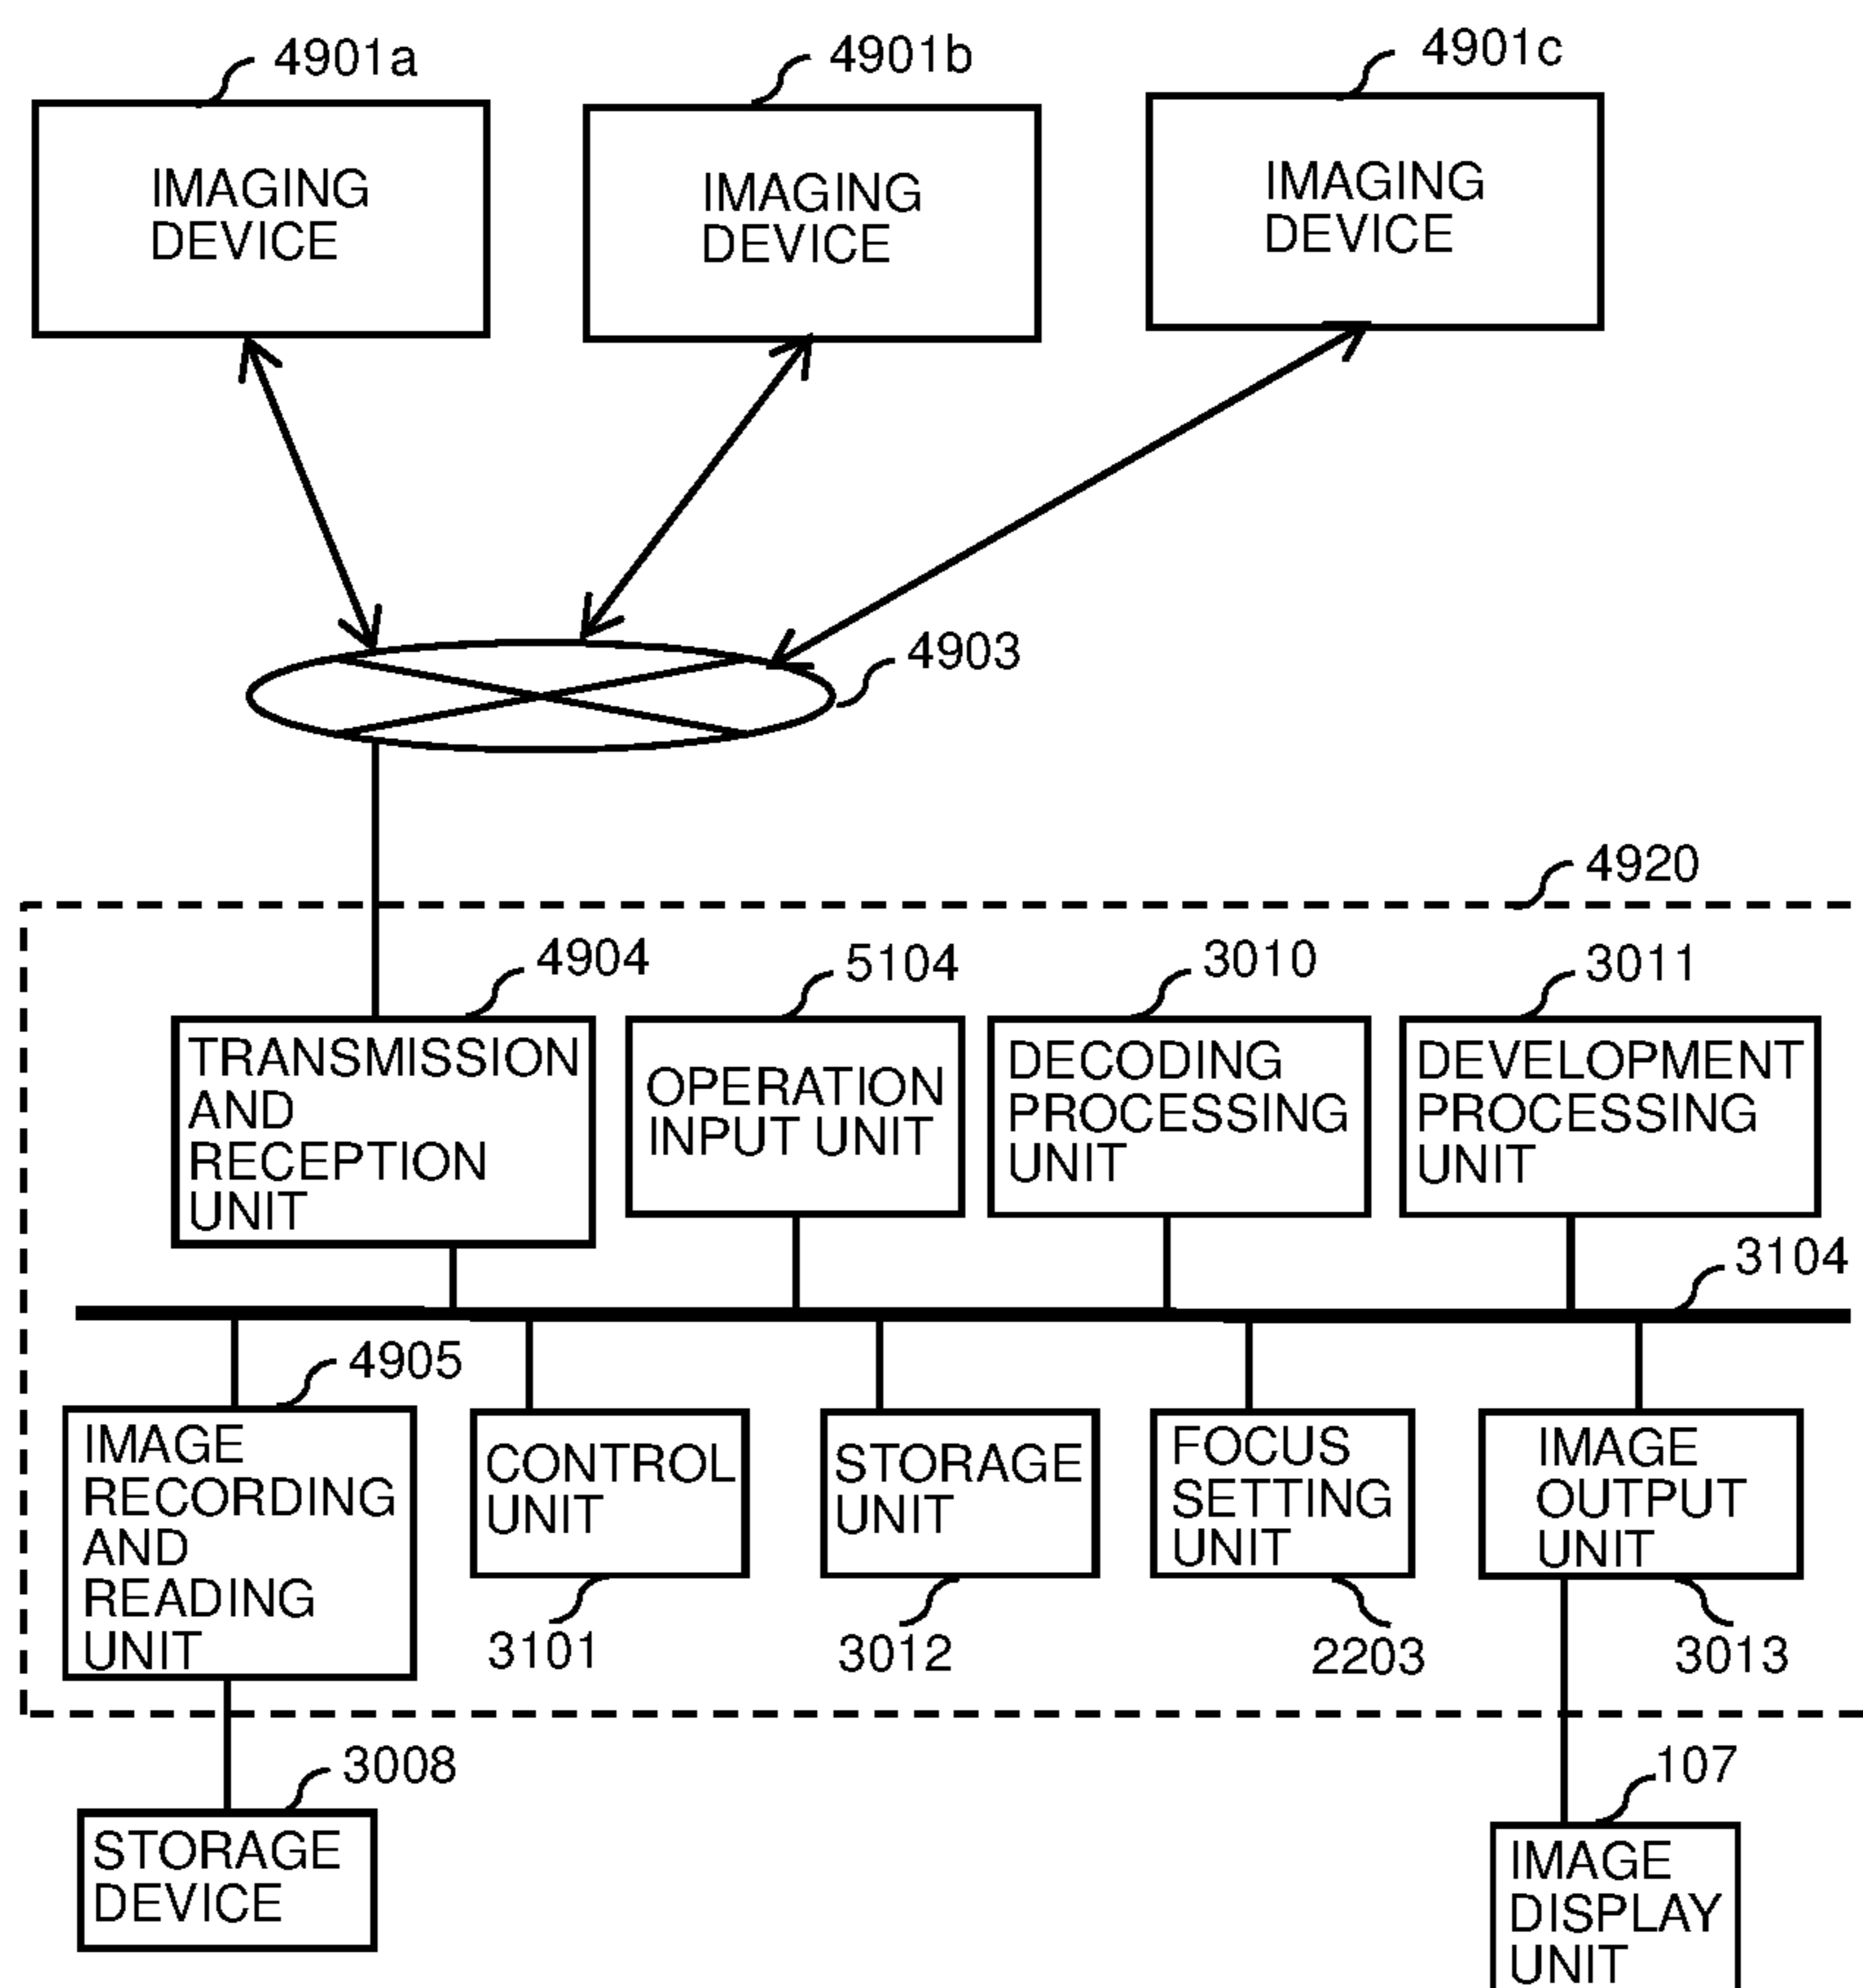 4901a
4901b
4901c
IMAGING
DEVICE
IMAGING
DEVICE
IMAGING
DEVICE
4903
4920
4904
5104
3010
3011
TRANSMISSION
AND
RECEPTION
UNIT
OPERATION
INPUT UNIT
DECODING
PROCESSING
UNIT
DEVELOPMENT
PROCESSING
UNIT
3104
4905
IMAGE
RECORDING
AND
READING
UNIT
CONTROL
UNIT
STORAGE
UNIT
FOCUS
SETTING
UNIT
IMAGE
OUTPUT
UNIT
3101
3012
2203
3013
3008
107
STORAGE
DEVICE
IMAGE
DISPLAY
UNIT